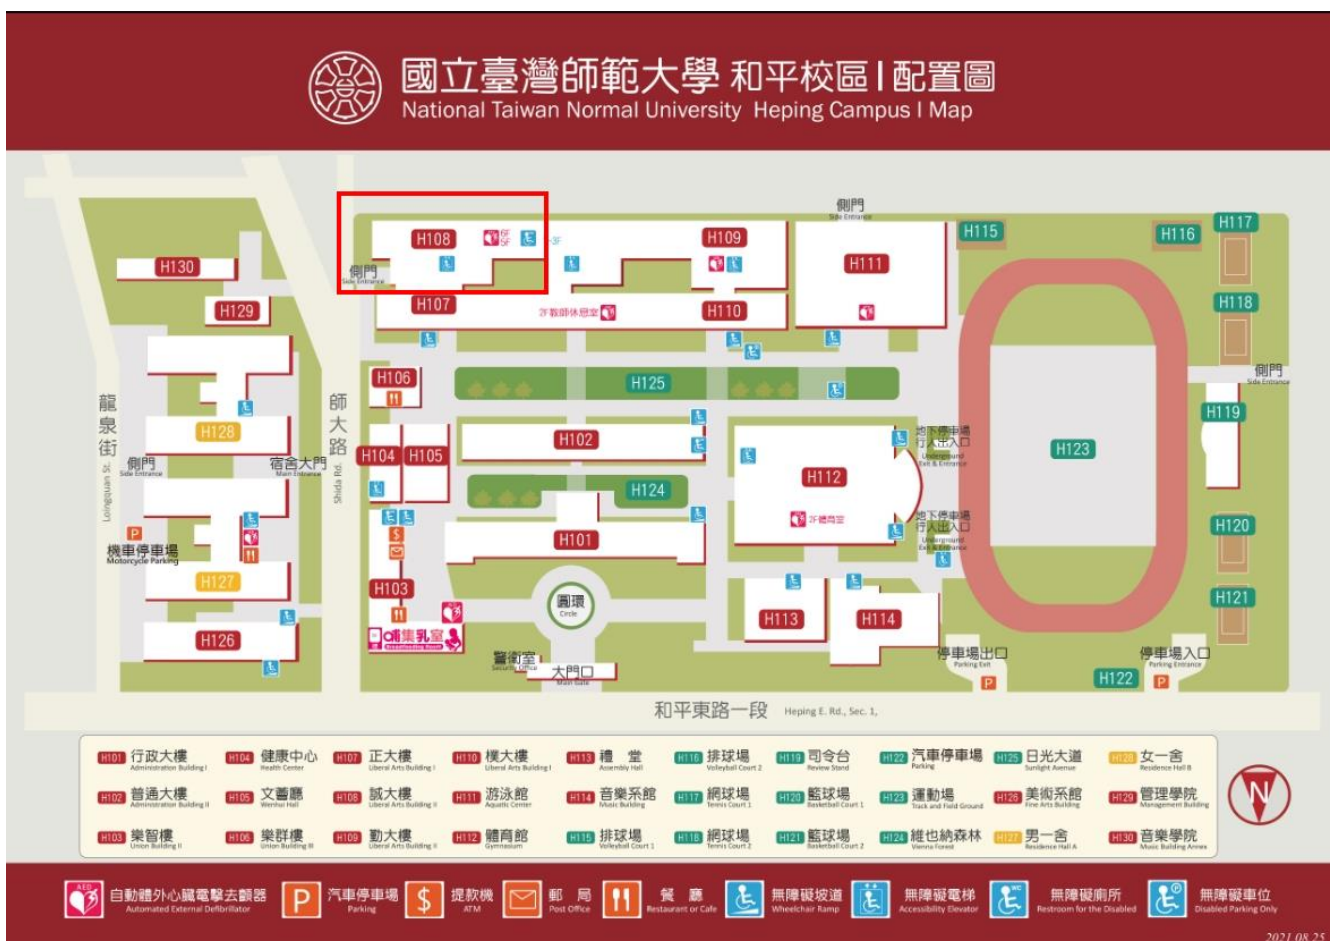 國立臺灣師範大學 和平校區 I 配置圖
National Taiwan Normal University Heping Campus I Map
側門
Side Entrance
H108
5F
H109
H111
H115
H116
H117
H130
側門
Side Entrance
H129
H107
2F教師休息室
H110
H118
H106
H125
側門
Side Entrance
龍泉街
Loingquan St.
師大路
Shida Rd.
H119
H128
H102
地下停車場
行人出入口
Underground
Exit & Entrance
H123
側門
Side Entrance
宿舍大門
Main Entrance
H104
H105
H112
H124
2F體育室
地下停車場
行人出入口
Underground
Exit & Entrance
H120
P
機車停車場
Motorcycle Parking
$
H101
H127
H103
圓環
Circle
H121
H126
哺集乳室
Breastfeeding Room
H113
H114
警衛室
Security Office
大門口
Main Gate
停車場出口
Parking Exit
P
H122
停車場入口
Parking Entrance
P
和平東路一段 Heping E. Rd., Sec. 1,
H101 行政大樓 H104 健康中心 H107 正大樓 H110 樸大樓 H113 禮 堂 H116 排球場 H119 司令台 H122 汽車停車場 H125 日光大道 H128 女一舍
Administration Building I Health Center Liberal Arts Building I Liberal Arts Building I Assembly Hall Volleyball Court 2 Review Stand Parking Sunlight Avenue Residence Hall B
H102 普通大樓 H105 文薈廳 H108 誠大樓 H111 游泳館 H114 音樂系館 H117 網球場 H120 籃球場 H123 運動場 H126 美術系館 H129 管理學院
Administration Building II Wenhui Hall Liberal Arts Building II Aquatic Center Music Building Tennis Court 1 Basketball Court 1 Track and Field Ground Fine Arts Building Management Building
H103 樂智樓 H106 樂群樓 H109 勤大樓 H112 體育館 H115 排球場 H118 網球場 H121 籃球場 H124 維也納森林 H127 男一舍 H130 音樂學院
Union Building II Union Building III Liberal Arts Building II Gymnasium Volleyball Court 1 Tennis Court 2 Basketball Court 2 Vienna Forest Residence Hall A Music Building Annex
N
AED 自動體外心臟電擊去顫器 P 汽車停車場 $ 提款機 郵 局 餐 廳 無障礙坡道 無障礙電梯 WC 無障礙廁所 P 無障礙車位
Automated External Defibrillator Parking ATM Post Office Restaurant or Cafe Wheelchair Ramp Accessibility Elevator Restroom for the Disabled Disabled Parking Only
2021.08.25